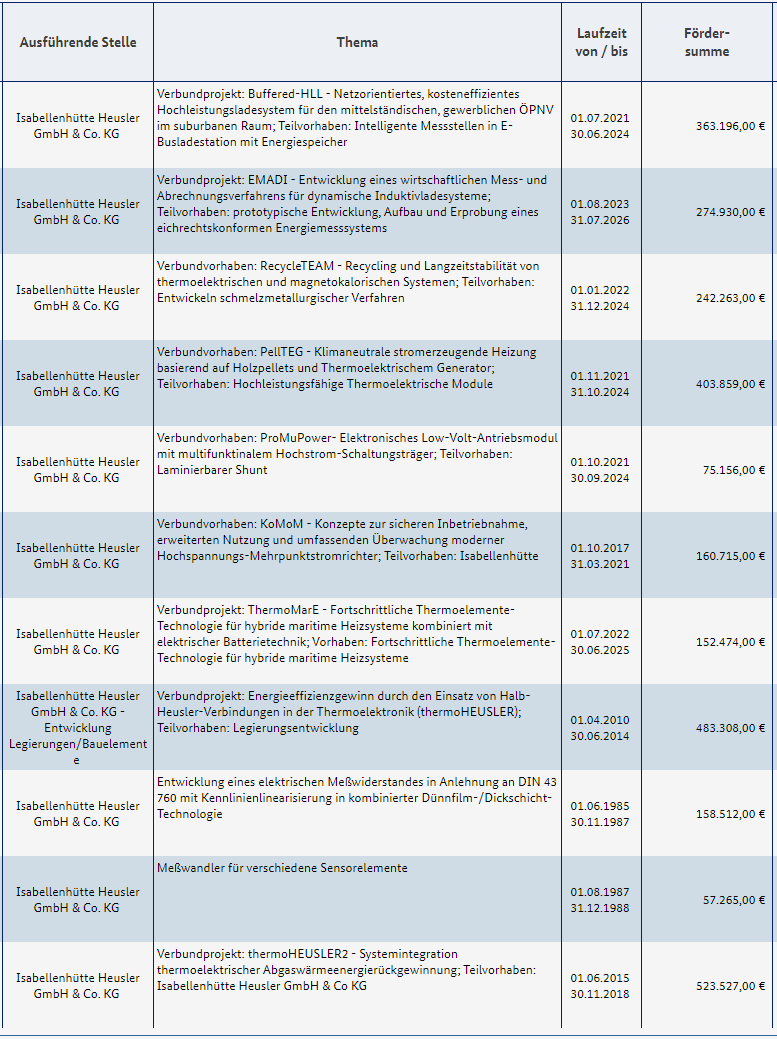 Ausführende Stelle
Thema
Laufzeit
von / bis
Förder-
summe
Isabellenhütte Heusler
GmbH & Co. KG
Verbundprojekt: Buffered-HLL - Netzorientiertes, kosteneffizientes
Hochleistungsladesystem für den mittelständischen, gewerblichen ÖPNV
im suburbanen Raum; Teilvorhaben: Intelligente Messstellen in E-
Busladestation mit Energiespeicher
01.07.2021
30.06.2024
363.196,00 €
Isabellenhütte Heusler
GmbH & Co. KG
Verbundprojekt: EMADI - Entwicklung eines wirtschaftlichen Mess- und
Abrechnungsverfahrens für dynamische Induktivladesysteme;
Teilvorhaben: prototypische Entwicklung, Aufbau und Erprobung eines
eichrechtskonformen Energiemesssystems
01.08.2023
31.07.2026
274.930,00 €
Isabellenhütte Heusler
GmbH & Co. KG
Verbundvorhaben: RecycleTEAM - Recycling und Langzeitstabilität von
thermoelektrischen und magnetokalorischen Systemen; Teilvorhaben:
Entwickeln schmelzmetallurgischer Verfahren
01.01.2022
31.12.2024
242.263,00 €
Isabellenhütte Heusler
GmbH & Co. KG
Verbundvorhaben: PellTEG - Klimaneutrale stromerzeugende Heizung
basierend auf Holzpellets und Thermoelektrischem Generator;
Teilvorhaben: Hochleistungsfähige Thermoelektrische Module
01.11.2021
31.10.2024
403.859,00 €
Isabellenhütte Heusler
GmbH & Co. KG
Verbundvorhaben: ProMuPower- Elektronisches Low-Volt-Antriebsmodul
mit multifunktinalem Hochstrom-Schaltungsträger; Teilvorhaben:
Laminierbarer Shunt
01.10.2021
30.09.2024
75.156,00 €
Isabellenhütte Heusler
GmbH & Co. KG
Verbundvorhaben: KoMoM - Konzepte zur sicheren Inbetriebnahme,
erweiterten Nutzung und umfassenden Überwachung moderner
Hochspannungs-Mehrpunktstromrichter; Teilvorhaben: Isabellenhütte
01.10.2017
31.03.2021
160.715,00 €
Isabellenhütte Heusler
GmbH & Co. KG
Verbundprojekt: ThermoMarE - Fortschrittliche Thermoelemente-
Technologie für hybride maritime Heizsysteme kombiniert mit
elektrischer Batterietechnik; Vorhaben: Fortschrittliche Thermoelemente-
Technologie für hybride maritime Heizsysteme
01.07.2022
30.06.2025
152.474,00 €
Isabellenhütte Heusler
GmbH & Co. KG -
Entwicklung
Legierungen/Bauelement
e
Verbundprojekt: Energieeffizienzgewinn durch den Einsatz von Halb-
Heusler-Verbindungen in der Thermoelektronik (thermoHEUSLER);
Teilvorhaben: Legierungsentwicklung
01.04.2010
30.06.2014
483.308,00 €
Isabellenhütte Heusler
GmbH & Co. KG
Entwicklung eines elektrischen Meßwiderstandes in Anlehnung an DIN 43
760 mit Kennlinienlinearisierung in kombinierter Dünnfilm-/Dickschicht-
Technologie
01.06.1985
30.11.1987
158.512,00 €
Isabellenhütte Heusler
GmbH & Co. KG
Meßwandler für verschiedene Sensorelemente
01.08.1987
31.12.1988
57.265,00 €
Isabellenhütte Heusler
GmbH & Co. KG
Verbundprojekt: thermoHEUSLER2 - Systemintegration
thermoelektrischer Abgaswärmeenergierückgewinnung; Teilvorhaben:
Isabellenhütte Heusler GmbH & Co KG
01.06.2015
30.11.2018
523.527,00 €